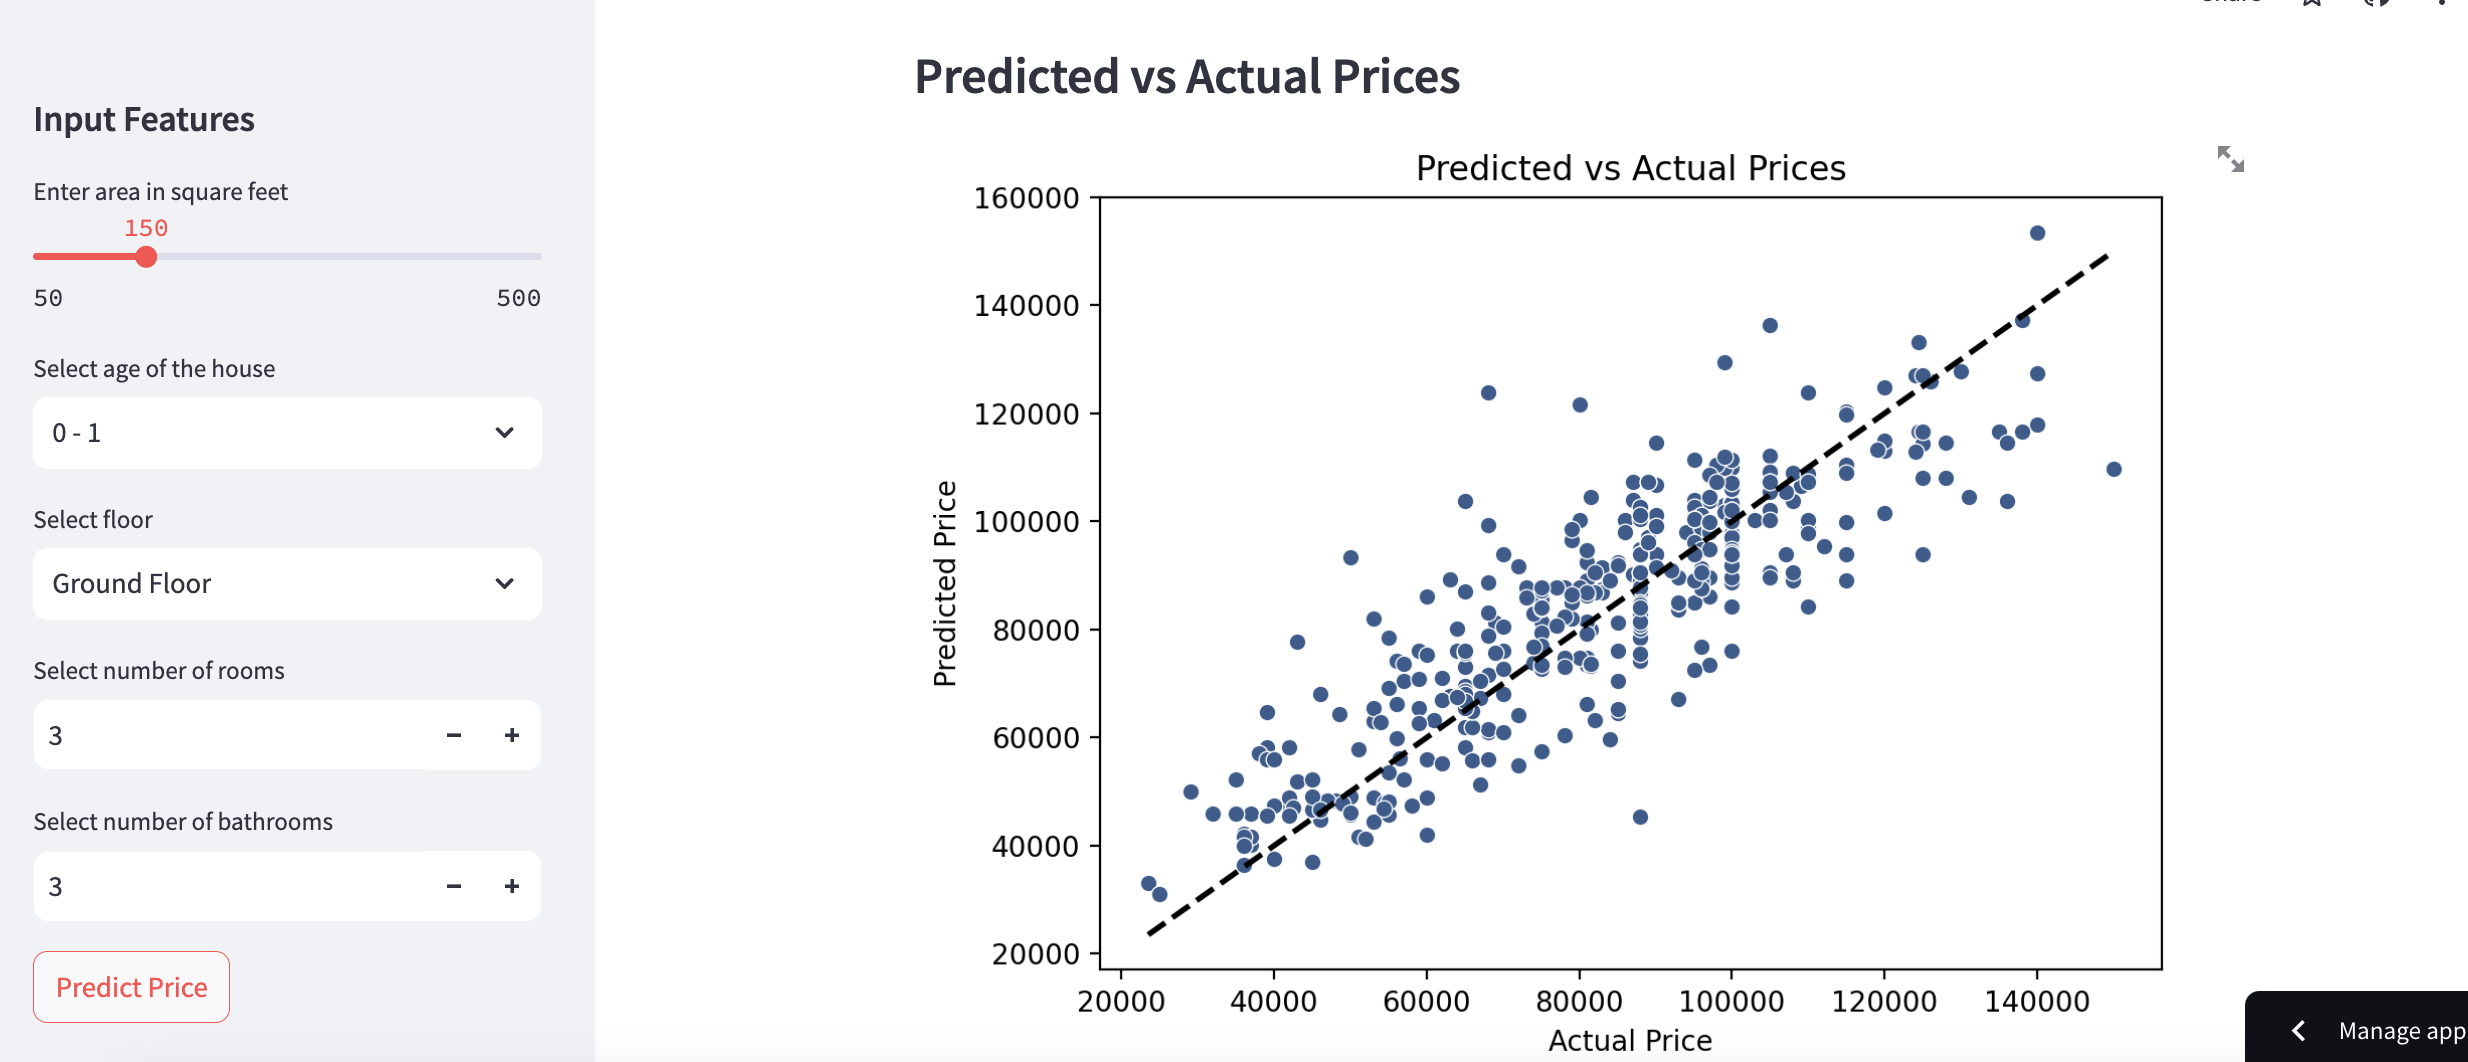 Share
Input Features
Enter area in square feet
150
50
500
Select age of the house
0 - 1
Select floor
Ground Floor
Select number of rooms
3
Select number of bathrooms
3
Predict Price
Predicted vs Actual Prices
Predicted vs Actual Prices
160000
140000
120000
100000
80000
60000
40000
20000
Predicted Price
20000 40000 60000 80000 100000 120000 140000
Actual Price
Manage app